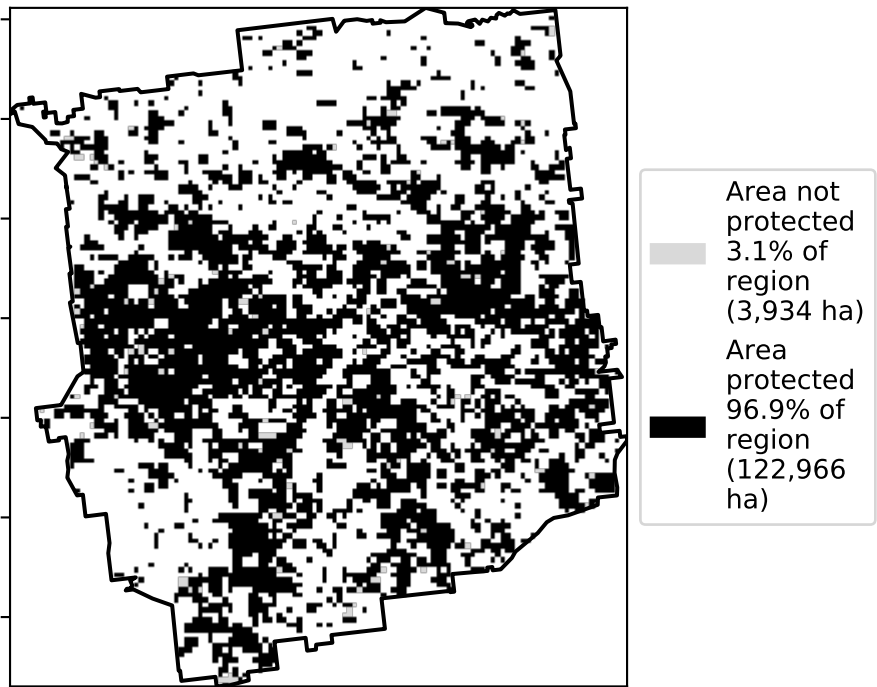 Area not
protected
3.1% of
region
(3,934 ha)
Area
protected
96.9% of
region
(122,966
ha)